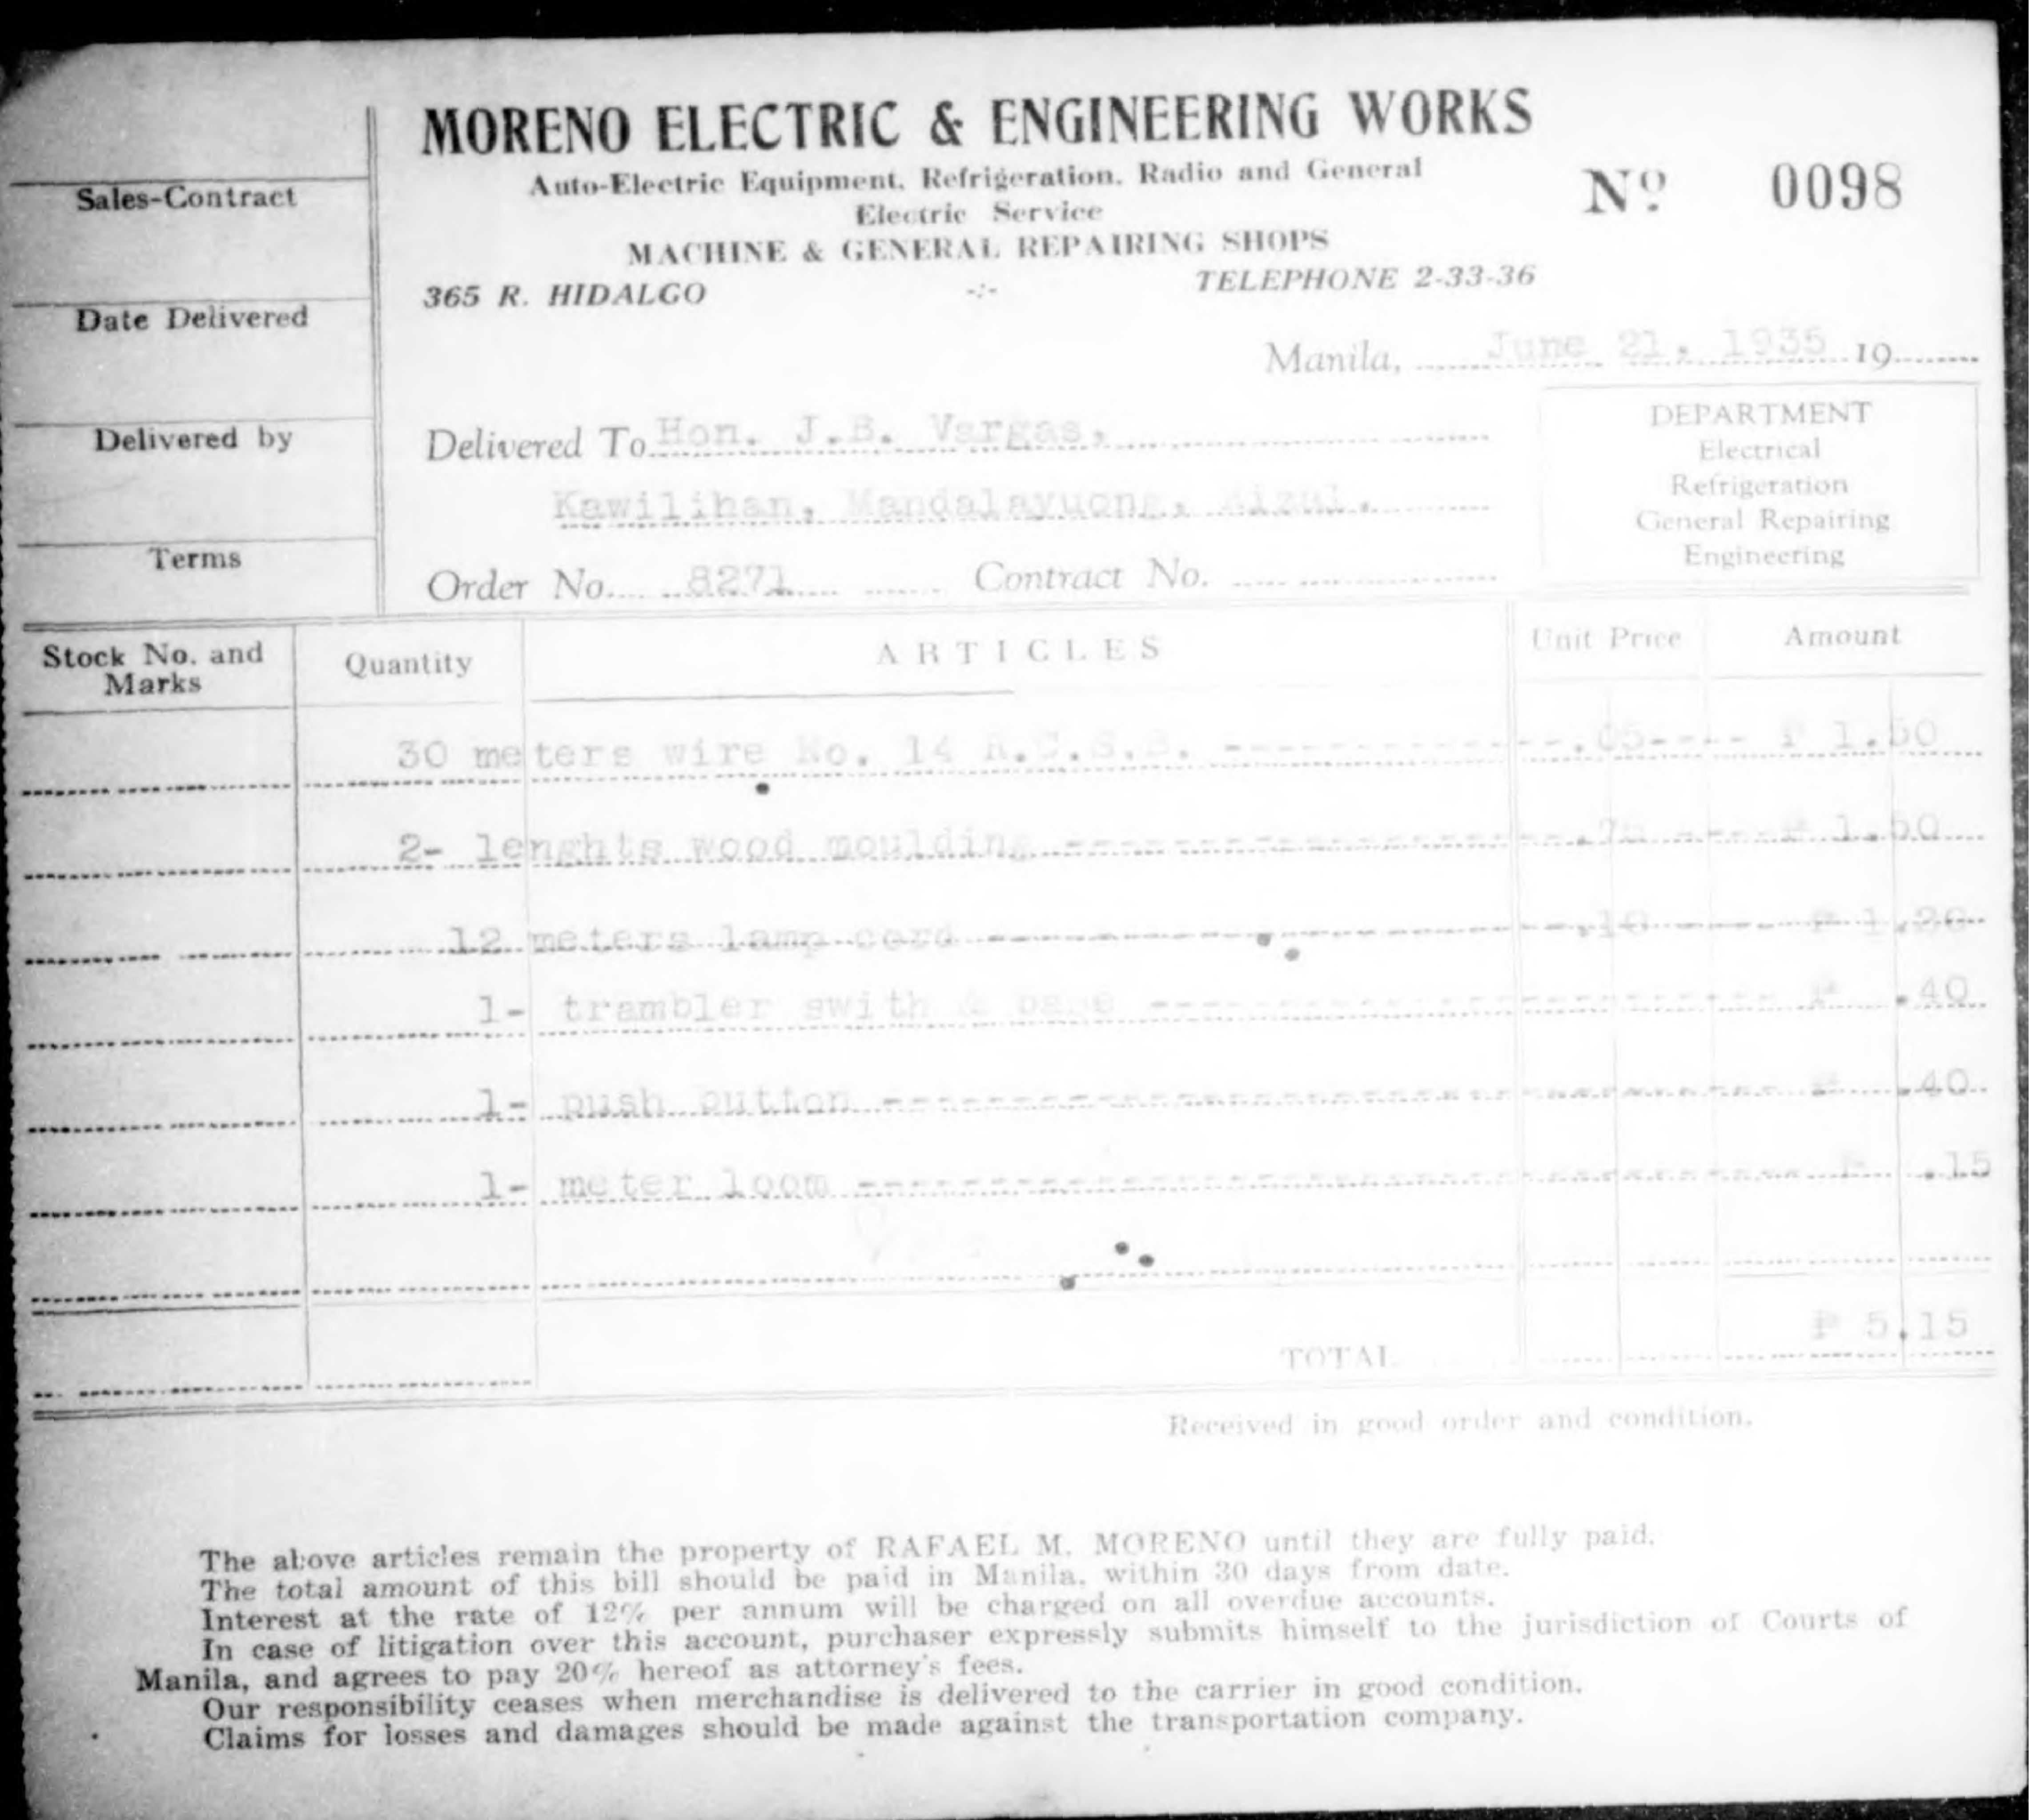 MORENO ELECTRIC & ENGINEERING WORKS
Auto-Electric Equipment, Refrigeration, Radio and General
Electric Service
MACHINE & GENERAL REPAIRING SHOPS
365 R. HIDALGO -:- TELEPHONE 2-33-36
Nº 0098
Sales-Contract
Date Delivered
Delivered by
Terms
Manila, June 21, 1935 19
Delivered To Hon. J.B. Vargas,
Kawilihan, Mandalayuong, Rizal.
Order No. 8271 Contract No.
DEPARTMENT
Electrical
Refrigeration
General Repairing
Engineering
Stock No. and Marks Quantity ARTICLES Unit Price Amount
30 meters wire No. 14 R.C.S.B. .05 ₱ 1.50
2- lenghts wood moulding .75 ₱ 1.50
12 meters lamp cord .10 ₱ 1.20
1- trambler swith & base ₱ .40
1- push button ₱ .40
1- meter loom ₱ .15
TOTAL ₱ 5.15
Received in good order and condition.
The above articles remain the property of RAFAEL M. MORENO until they are fully paid.
The total amount of this bill should be paid in Manila, within 30 days from date.
Interest at the rate of 12% per annum will be charged on all overdue accounts.
In case of litigation over this account, purchaser expressly submits himself to the jurisdiction of Courts of
Manila, and agrees to pay 20% hereof as attorney's fees.
Our responsibility ceases when merchandise is delivered to the carrier in good condition.
Claims for losses and damages should be made against the transportation company.